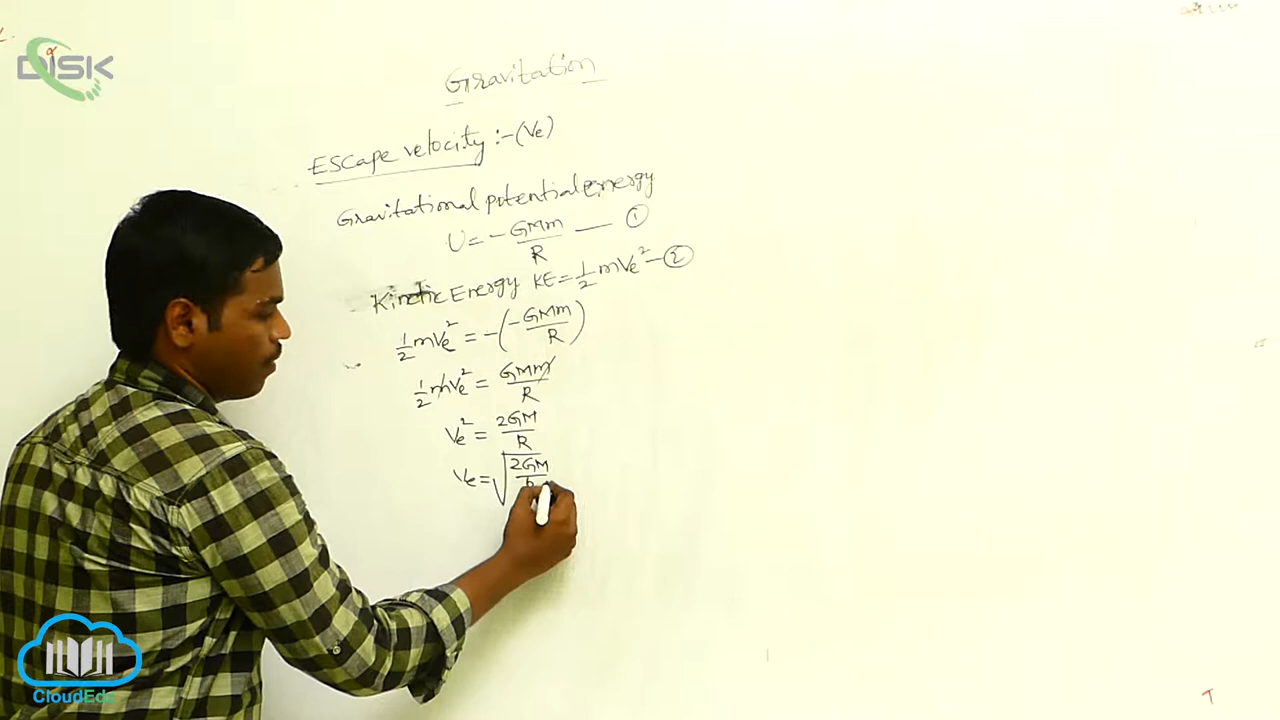 DISK
Gravitation
Escape velocity :- (Ve)
Gravitational potential energy
U = - GMm/R — ①
Kinetic Energy KE = 1/2 mVe² - ②
1/2 mVe² = -(-GMm/R)
1/2 mVe² = GMm/R
Ve² = 2GM/R
Ve = √2GM
CloudEdz